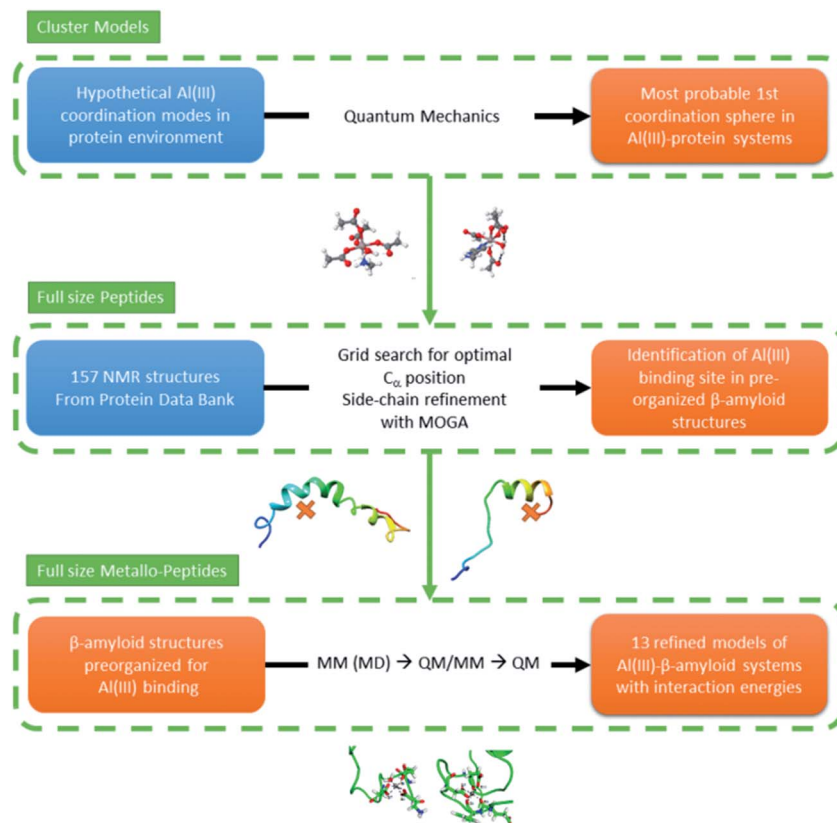 Cluster Models
Hypothetical Al(III)
coordination modes in
protein environment
Quantum Mechanics
Most probable 1st
coordination sphere in
Al(III)-protein systems
Full size Peptides
157 NMR structures
From Protein Data Bank
Grid search for optimal
Cα position
Side-chain refinement
with MOGA
Identification of Al(III)
binding site in pre-
organized β-amyloid
structures
Full size Metallo-Peptides
β-amyloid structures
preorganized for
Al(III) binding
MM (MD) → QM/MM → QM
13 refined models of
Al(III)-β-amyloid systems
with interaction energies